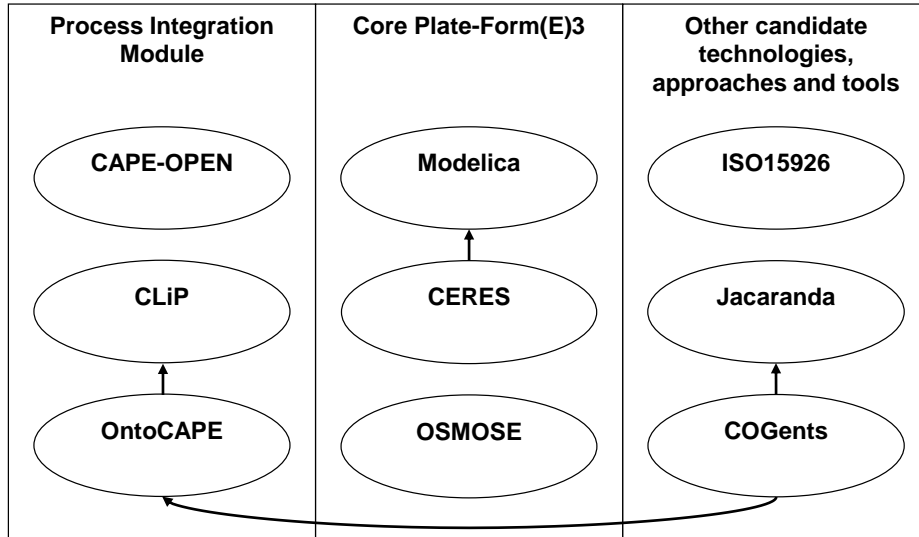 Process Integration
Module
CAPE-OPEN
CLiP
OntoCAPE
Core Plate-Form(E)3
Modelica
CERES
OSMOSE
Other candidate
technologies,
approaches and tools
ISO15926
Jacaranda
COGents